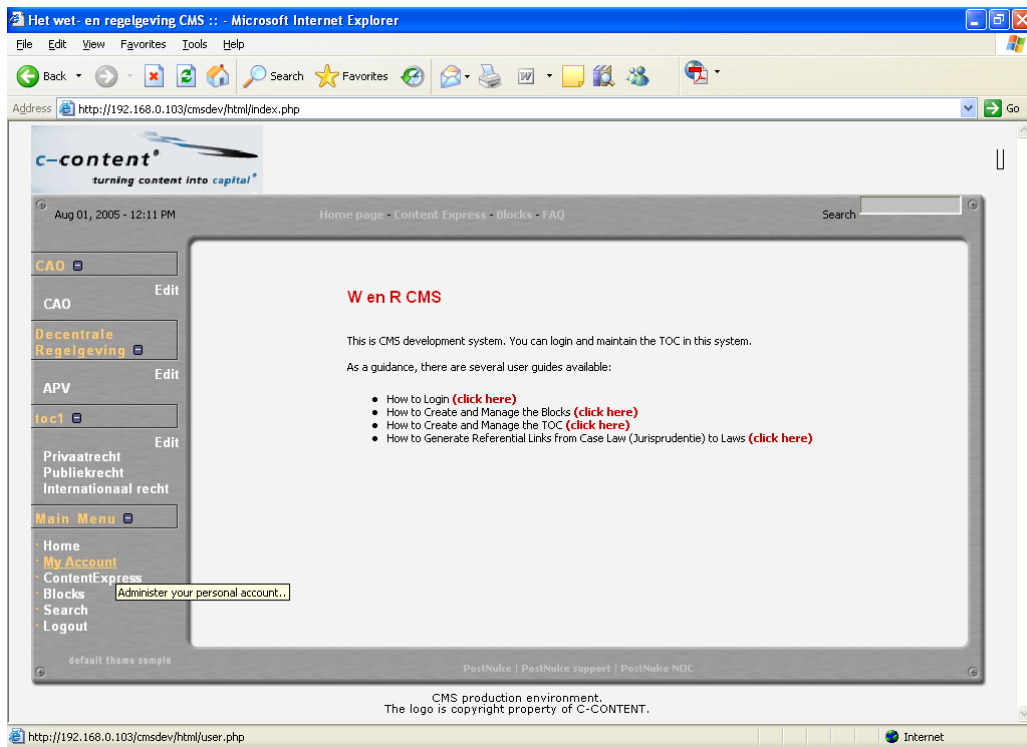 Het wet- en regelgeving CMS :: - Microsoft Internet Explorer
File Edit View Favorites Tools Help
Back Search Favorites
Address http://192.168.0.103/cmsdev/html/index.php Go
c-content®
turning content into capital®
Aug 01, 2005 - 12:11 PM Home page - Content Express - Blocks - FAQ Search
CAO
Edit
CAO
Decentrale
Regelgeving
Edit
APV
toc1
Edit
Privaatrecht
Publiekrecht
Internationaal recht
Main Menu
· Home
· My Account
· ContentExpress
· Blocks
· Search
· Logout
Administer your personal account..
default theme sample
W en R CMS
This is CMS development system. You can login and maintain the TOC in this system.
As a guidance, there are several user guides available:
• How to Login (click here)
• How to Create and Manage the Blocks (click here)
• How to Create and Manage the TOC (click here)
• How to Generate Referential Links from Case Law (Jurisprudentie) to Laws (click here)
PostNuke | PostNuke support | PostNuke NOC
CMS production environment.
The logo is copyright property of C-CONTENT.
http://192.168.0.103/cmsdev/html/user.php Internet